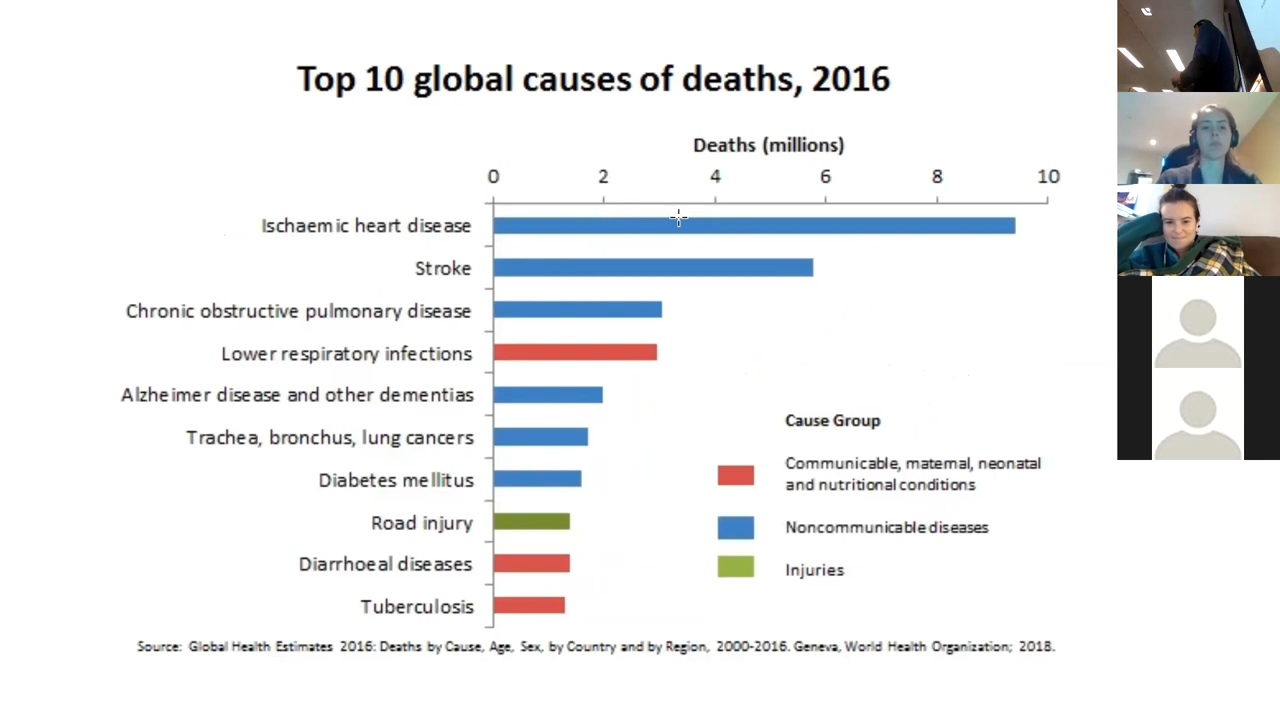 Top 10 global causes of deaths, 2016
Deaths (millions)
0 2 4 6 8 10
Ischaemic heart disease
Stroke
Chronic obstructive pulmonary disease
Lower respiratory infections
Alzheimer disease and other dementias
Trachea, bronchus, lung cancers
Diabetes mellitus
Road injury
Diarrhoeal diseases
Tuberculosis
Cause Group
Communicable, maternal, neonatal
and nutritional conditions
Noncommunicable diseases
Injuries
Source: Global Health Estimates 2016: Deaths by Cause, Age, Sex, by Country and by Region, 2000-2016. Geneva, World Health Organization; 2018.